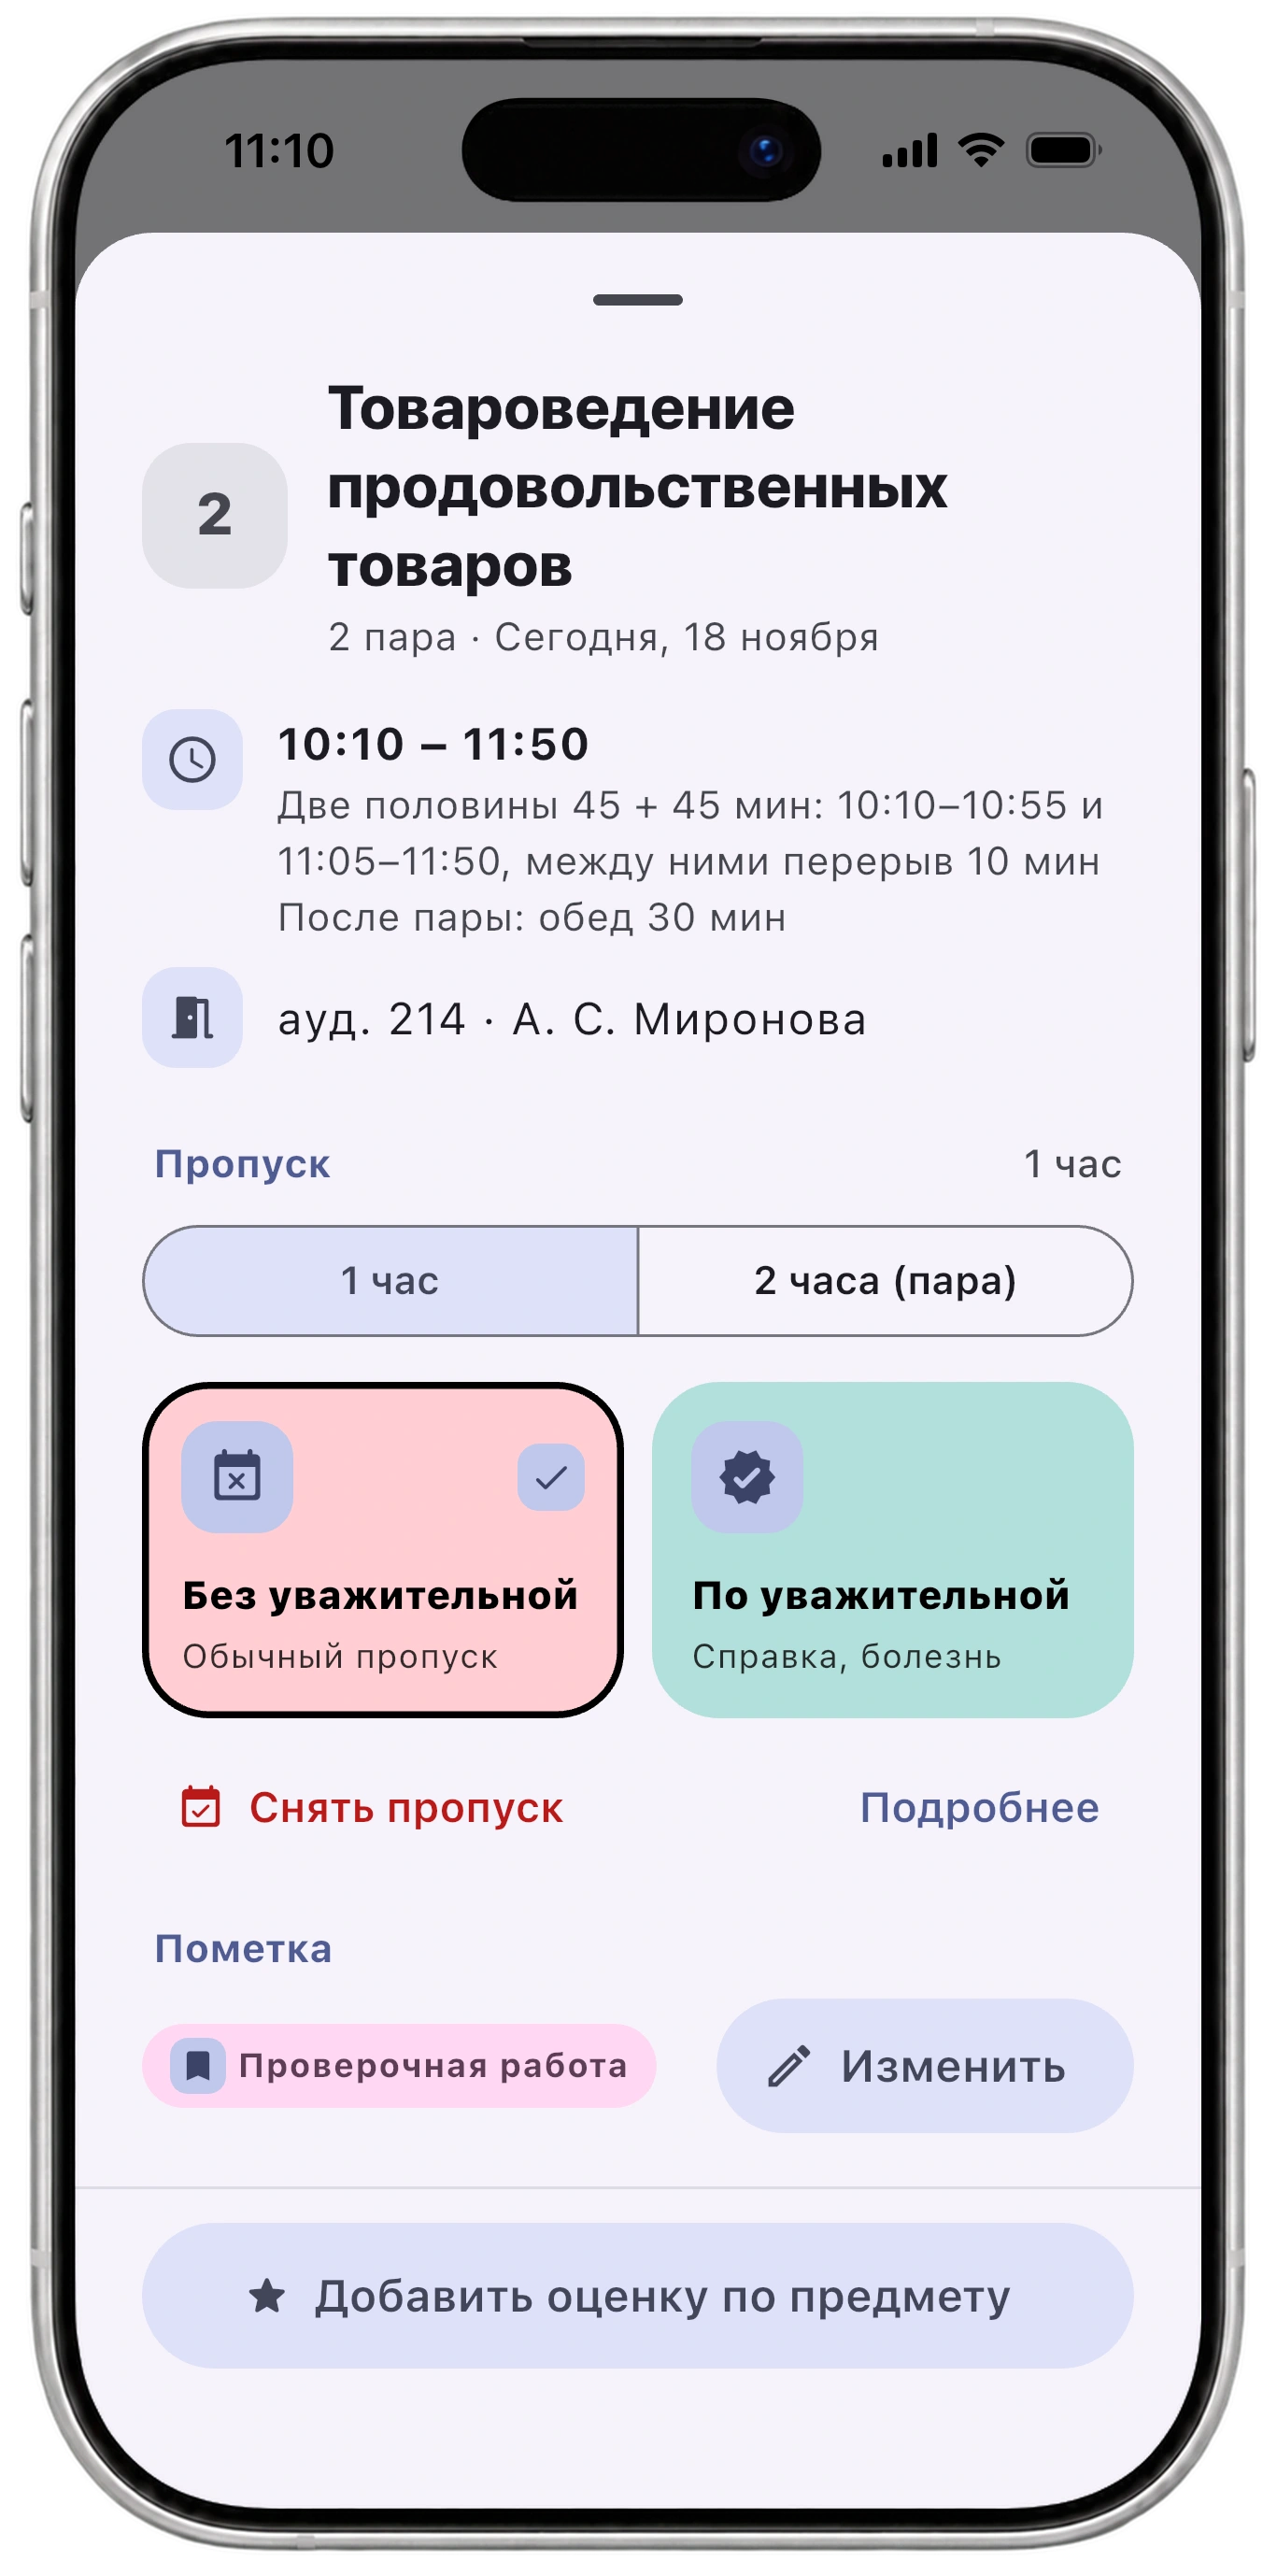 11:10
Товароведение
продовольственных
товаров
2
2 пара · Сегодня, 18 ноября
10:10 – 11:50
Две половины 45 + 45 мин: 10:10–10:55 и
11:05–11:50, между ними перерыв 10 мин
После пары: обед 30 мин
ауд. 214 · А. С. Миронова
Пропуск 1 час
1 час 2 часа (пара)
Без уважительной
Обычный пропуск
По уважительной
Справка, болезнь
Снять пропуск Подробнее
Пометка
Проверочная работа Изменить
Добавить оценку по предмету